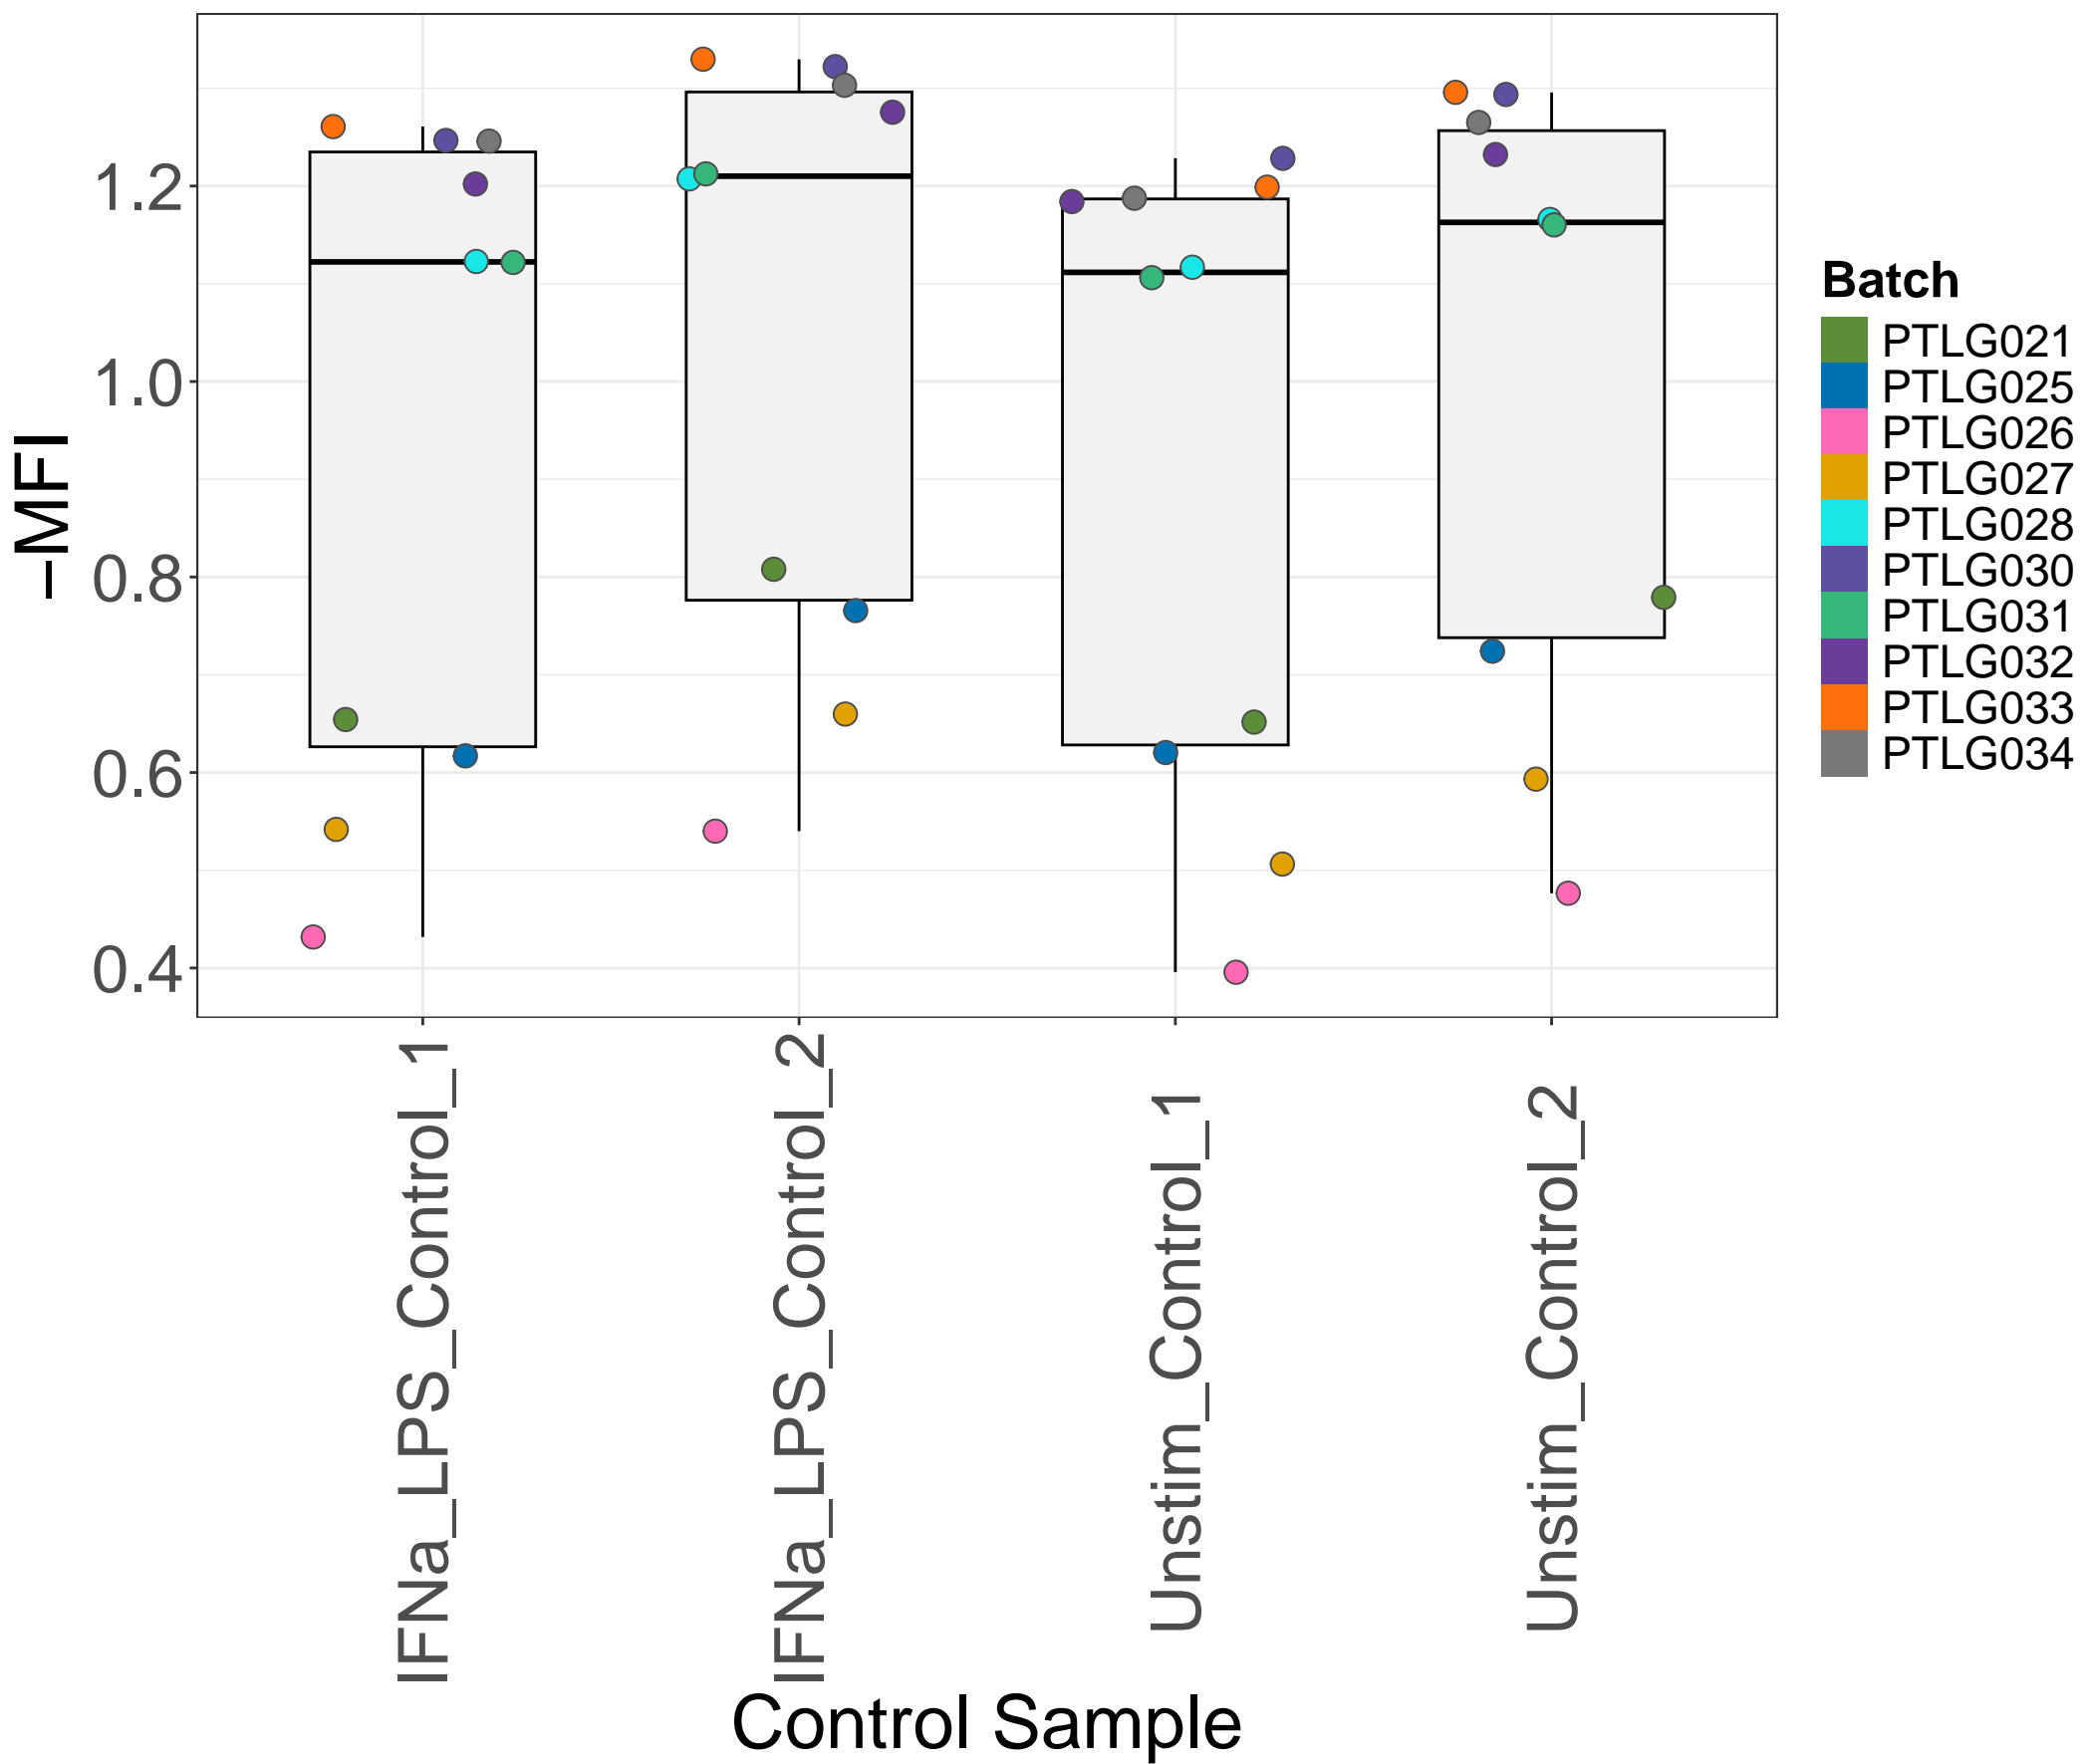 −MFI
1.2
1.0
0.8
0.6
0.4
IFNa_LPS_Control_1
IFNa_LPS_Control_2
Unstim_Control_1
Unstim_Control_2
Control Sample
Batch
PTLG021
PTLG025
PTLG026
PTLG027
PTLG028
PTLG030
PTLG031
PTLG032
PTLG033
PTLG034